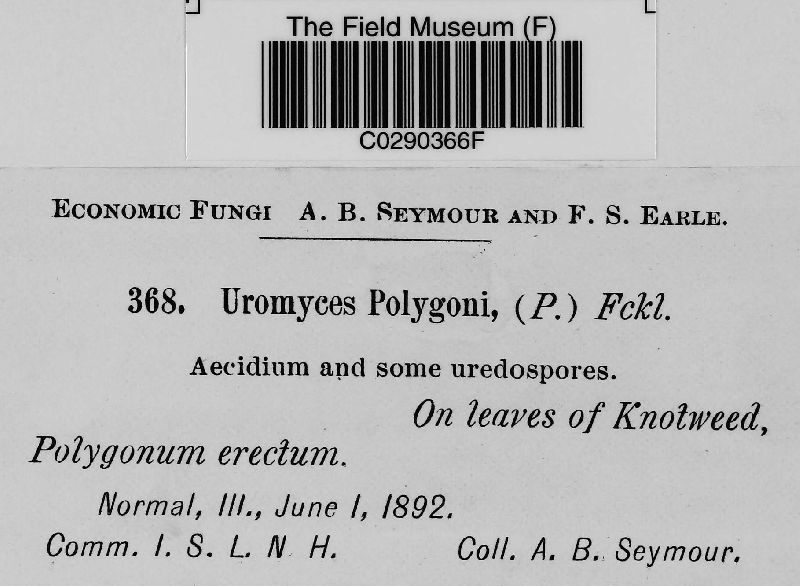 The Field Museum (F)
C0290366F
ECONOMIC FUNGI A. B. SEYMOUR AND F. S. EARLE.
368. Uromyces Polygoni, (P.) Fckl.
Aecidium and some uredospores.
On leaves of Knotweed,
Polygonum erectum.
Normal, Ill., June 1, 1892.
Comm. I. S. L. N. H. Coll. A. B. Seymour.